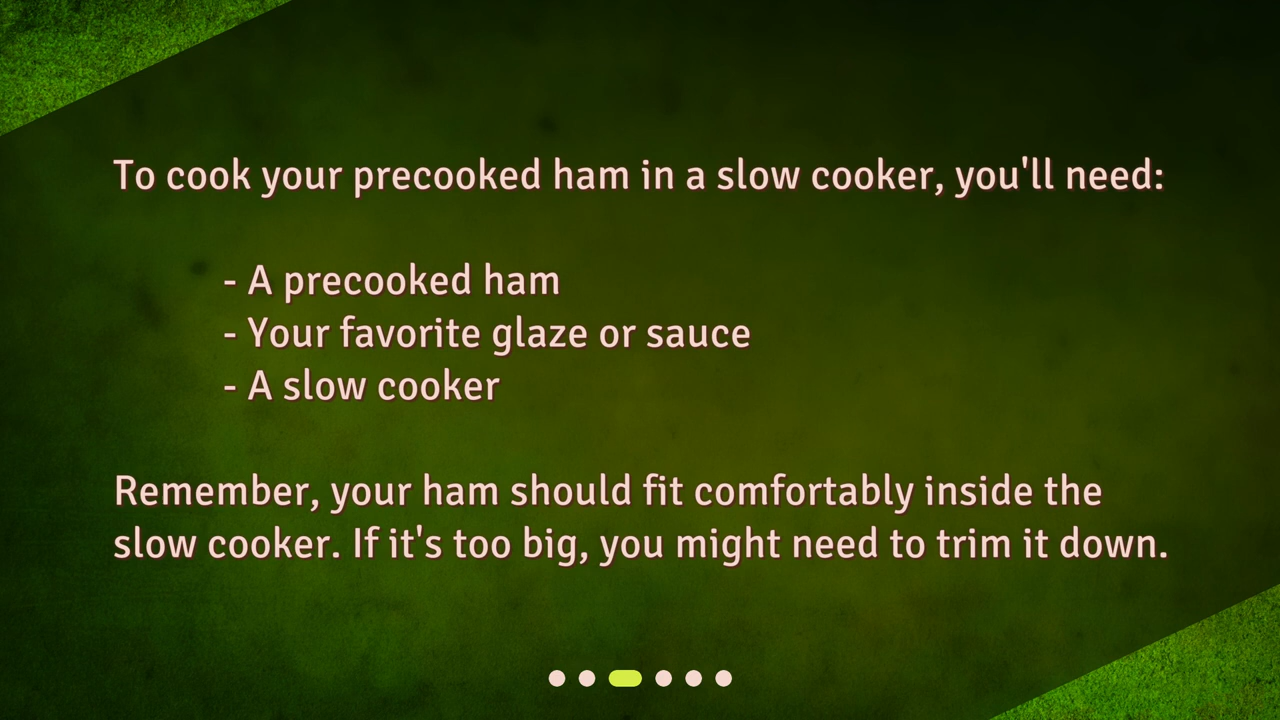 To cook your precooked ham in a slow cooker, you'll need:
- A precooked ham
- Your favorite glaze or sauce
- A slow cooker
Remember, your ham should fit comfortably inside the
slow cooker. If it's too big, you might need to trim it down.